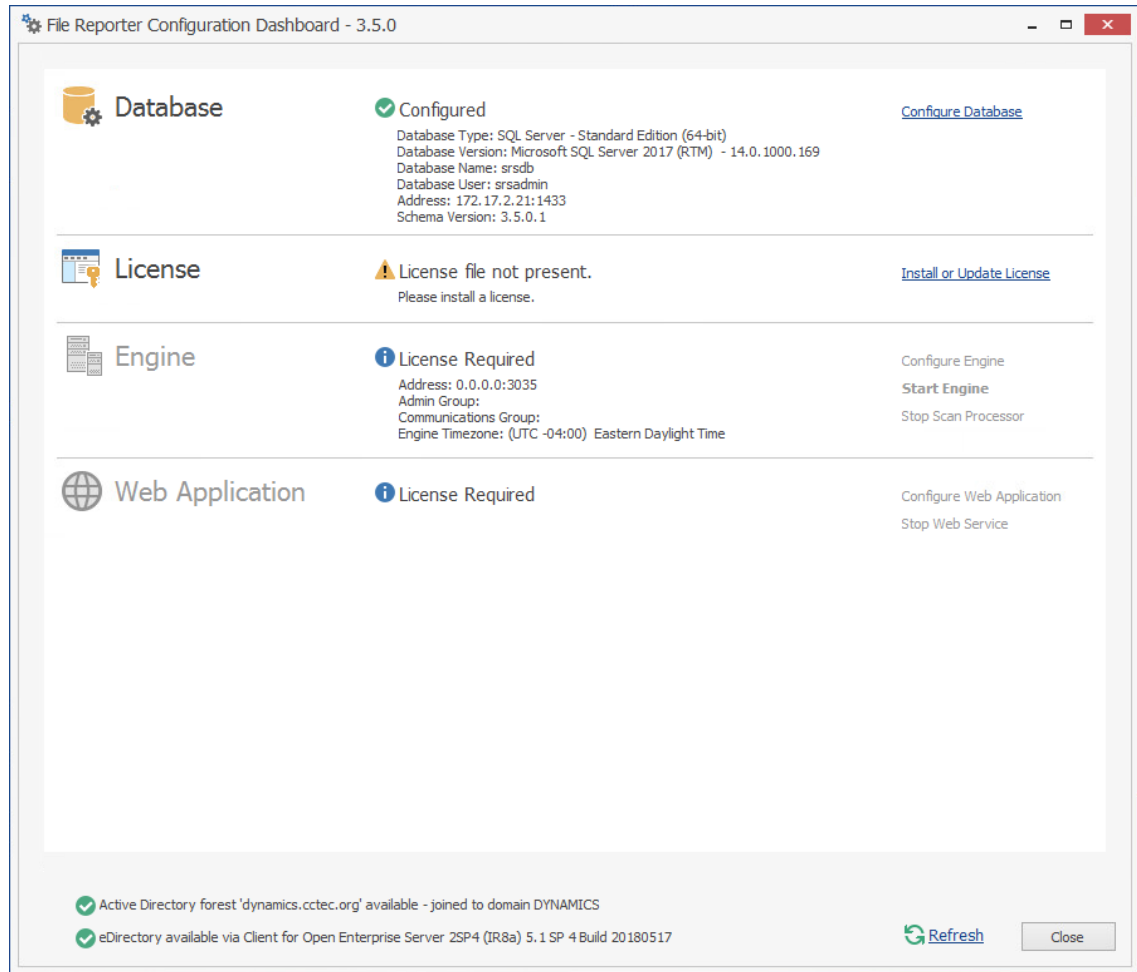 File Reporter Configuration Dashboard - 3.5.0
Database
Configured
Configure Database
Database Type: SQL Server - Standard Edition (64-bit)
Database Version: Microsoft SQL Server 2017 (RTM)  - 14.0.1000.169
Database Name: srsdb
Database User: srsadmin
Address: 172.17.2.21:1433
Schema Version: 3.5.0.1
License
License file not present.
Install or Update License
Please install a license.
Engine
License Required
Configure Engine
Address: 0.0.0.0:3035
Start Engine
Admin Group:
Communications Group:
Stop Scan Processor
Engine Timezone: (UTC -04:00)  Eastern Daylight Time
Web Application
License Required
Configure Web Application
Stop Web Service
Active Directory forest 'dynamics.cctec.org' available - joined to domain DYNAMICS
eDirectory available via Client for Open Enterprise Server 2SP4 (IR8a) 5.1 SP 4 Build 20180517
Refresh
Close